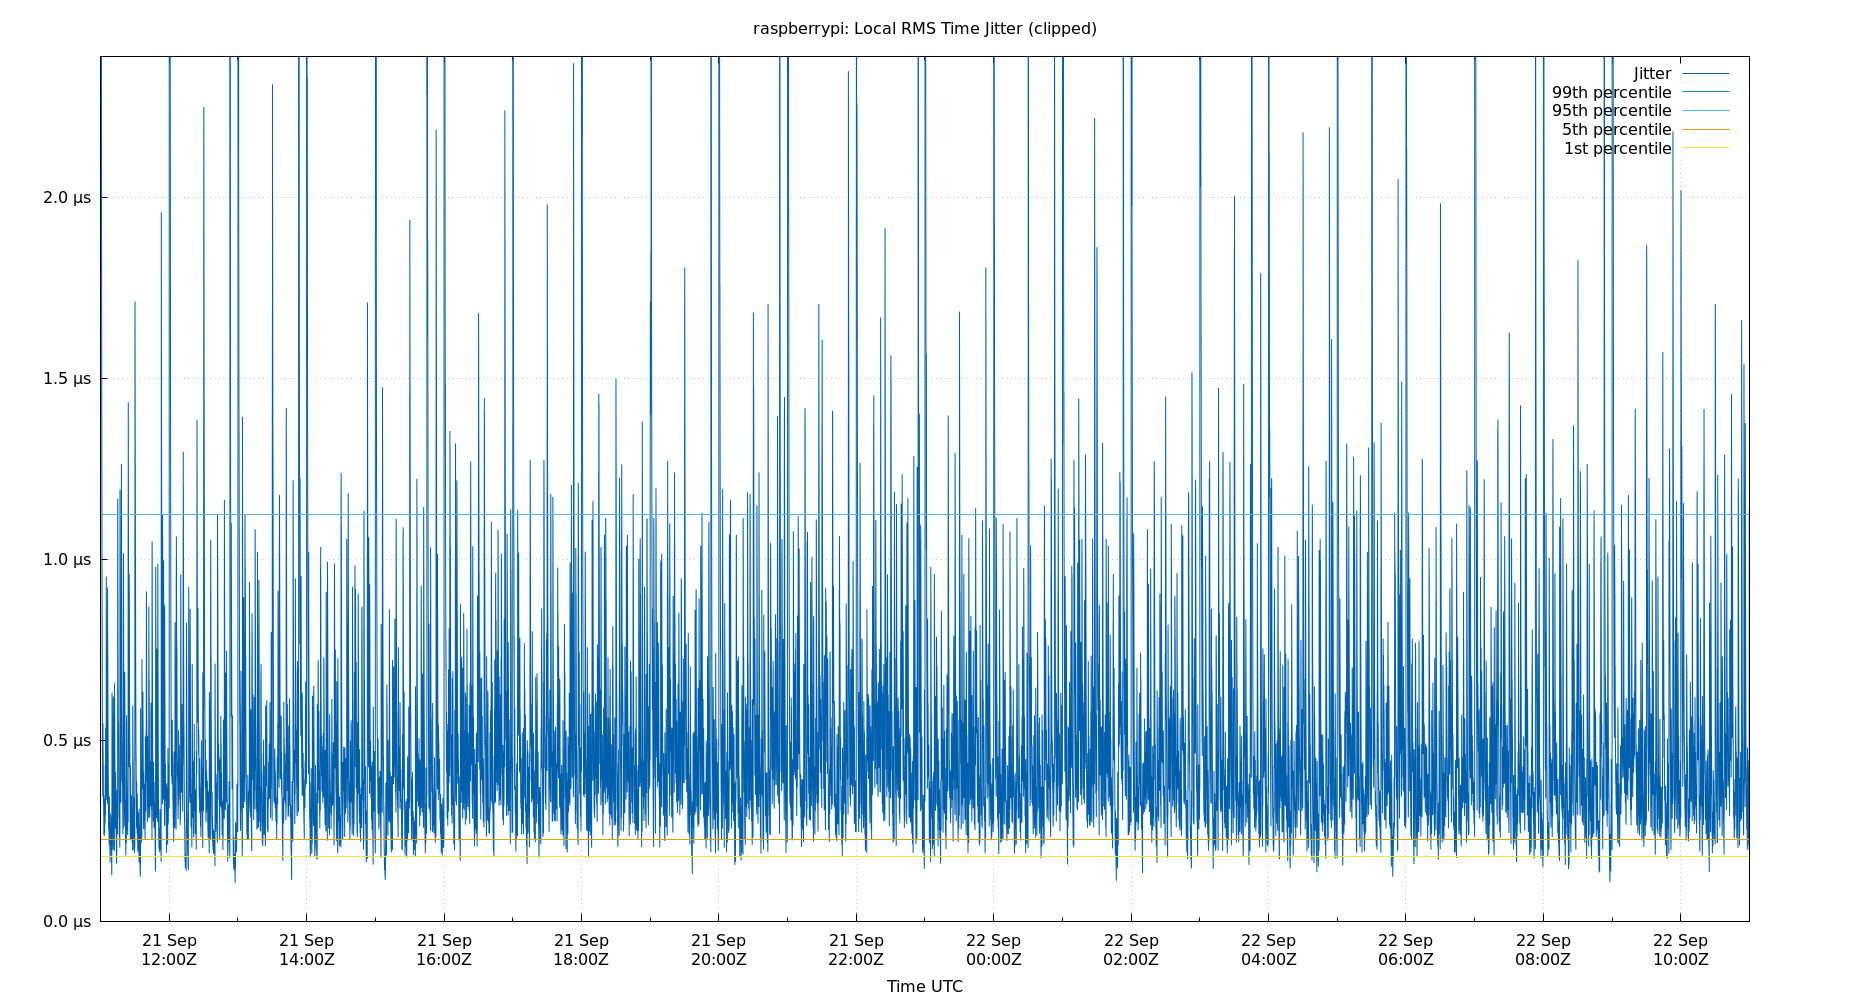 raspberrypi: Local RMS Time Jitter (clipped)
Jitter
99th percentile
95th percentile
5th percentile
1st percentile
2.0 µs
1.5 µs
1.0 µs
0.5 µs
0.0 µs
21 Sep 21 Sep 21 Sep 21 Sep 21 Sep 21 Sep 22 Sep 22 Sep 22 Sep 22 Sep 22 Sep 22 Sep
12:00Z 14:00Z 16:00Z 18:00Z 20:00Z 22:00Z 00:00Z 02:00Z 04:00Z 06:00Z 08:00Z 10:00Z
Time UTC